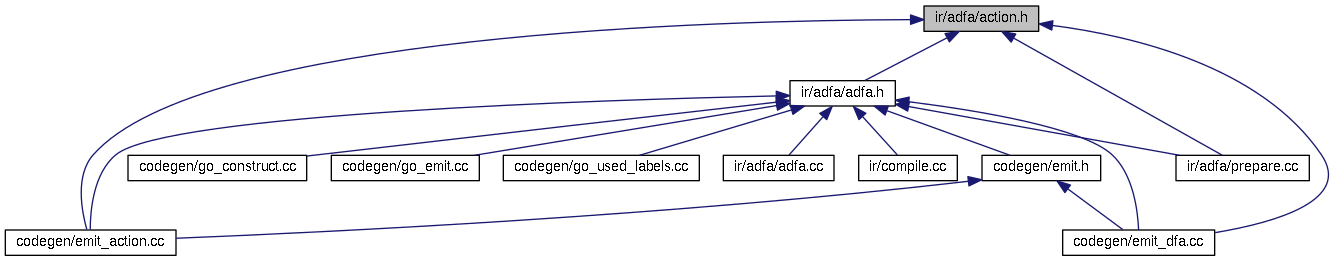 ir/adfa/action.h
ir/adfa/adfa.h
codegen/go_construct.cc
codegen/go_emit.cc
codegen/go_used_labels.cc
ir/adfa/adfa.cc
ir/compile.cc
codegen/emit.h
ir/adfa/prepare.cc
codegen/emit_action.cc
codegen/emit_dfa.cc